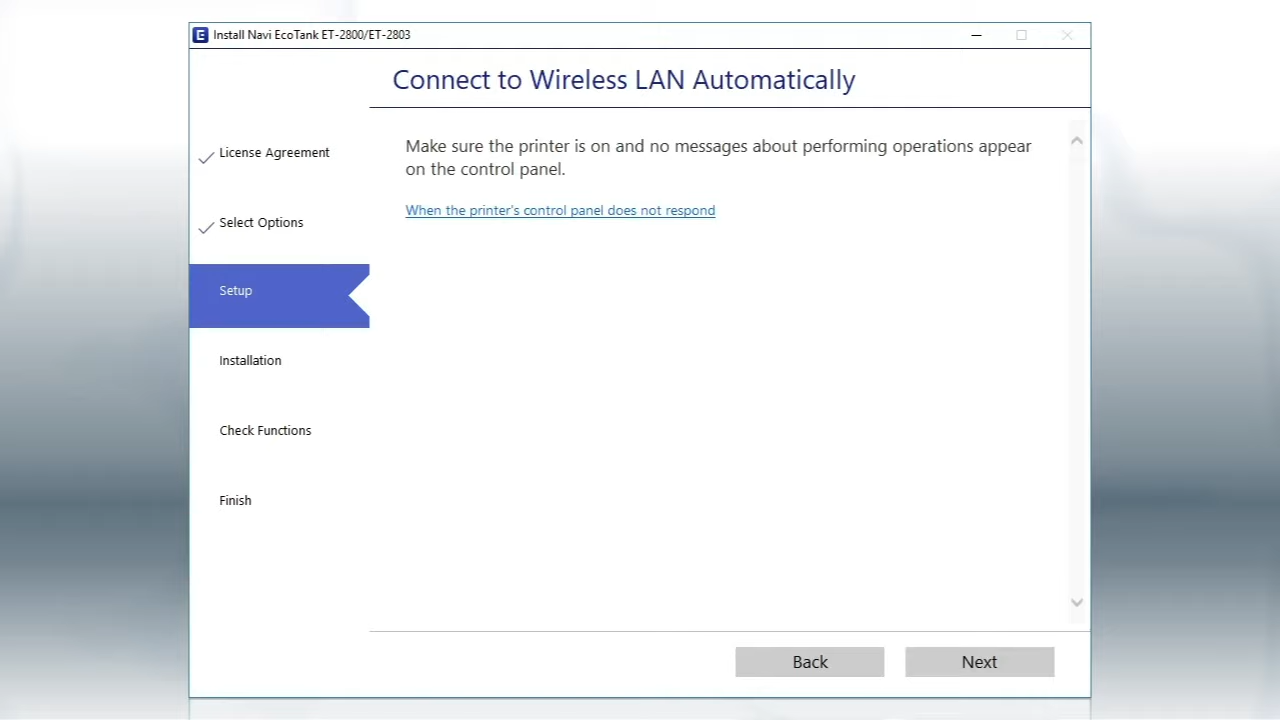 Install Navi EcoTank ET-2800/ET-2803
Connect to Wireless LAN Automatically
License Agreement
Select Options
Setup
Installation
Check Functions
Finish
Make sure the printer is on and no messages about performing operations appear
on the control panel.
When the printer's control panel does not respond
Back
Next